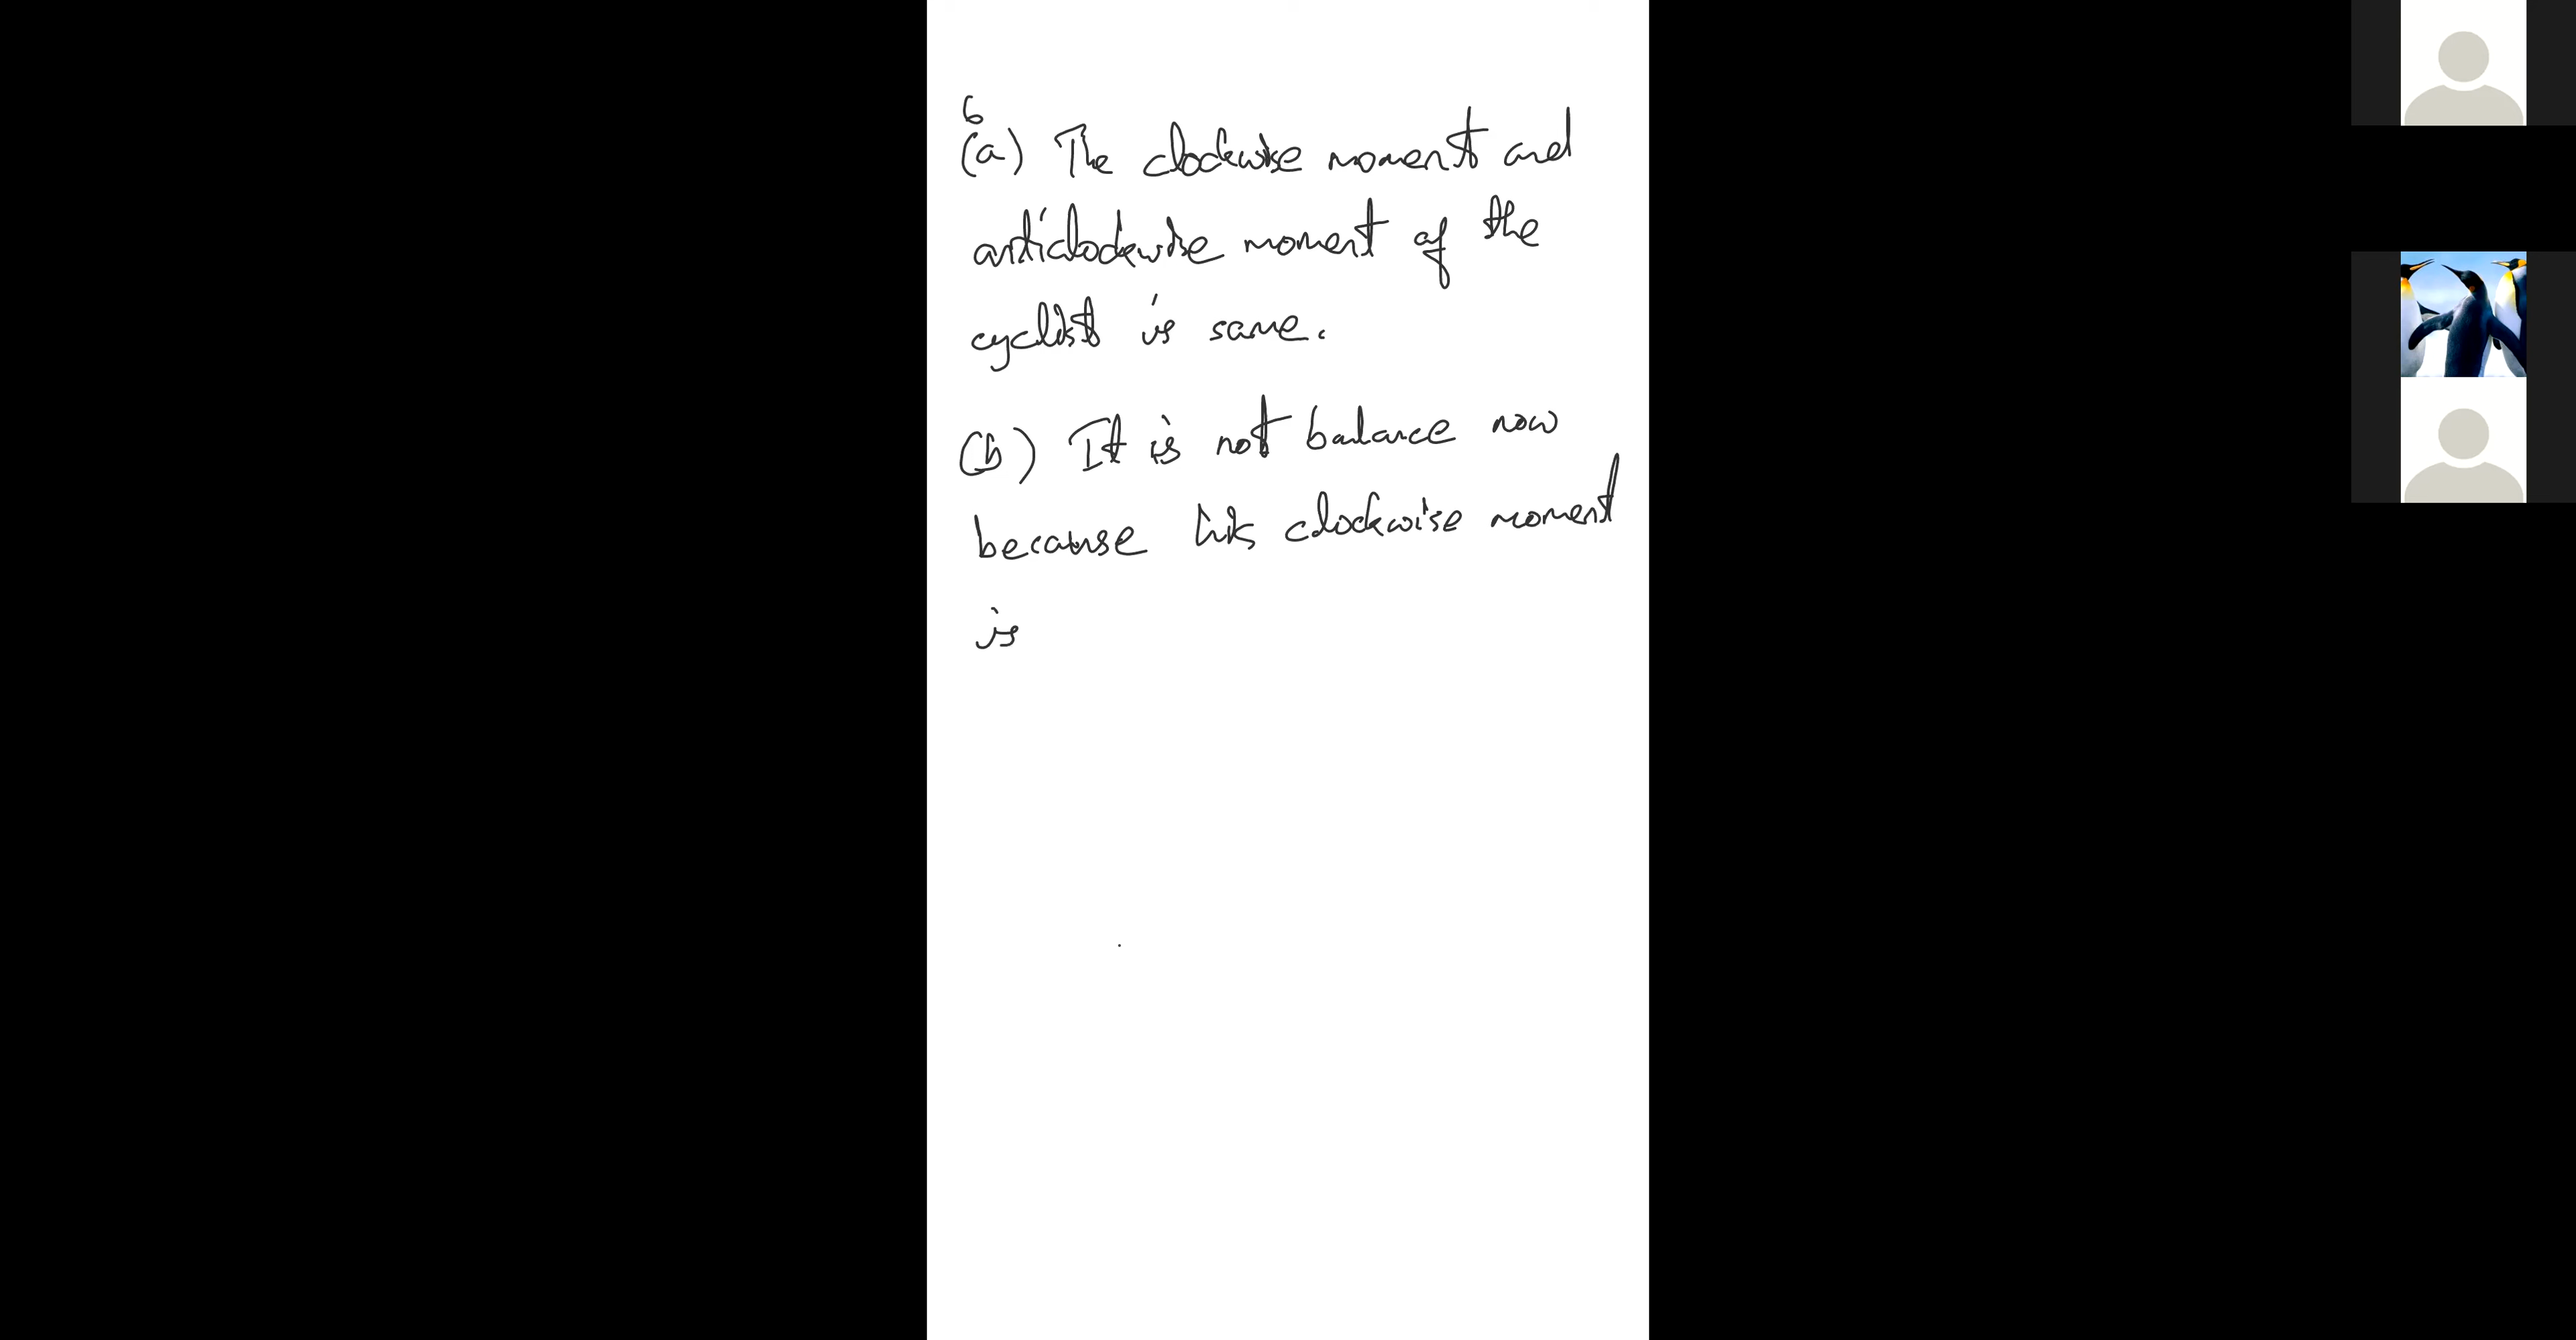 6
(a) The clockwise moment and
anticlockwise moment of the
cyclist is same.
(b) It is not balance now
because his clockwise moment
is